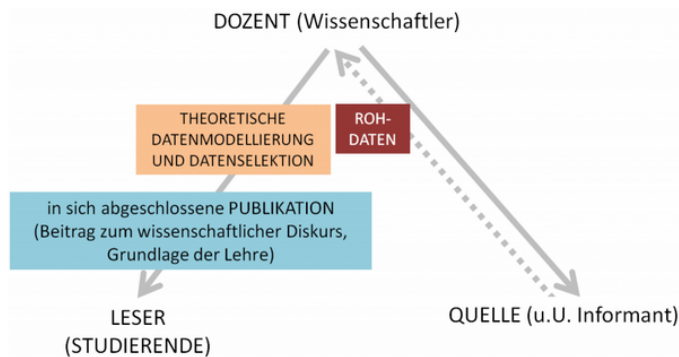 DOZENT (Wissenschaftler)
THEORETISCHE
DATENMODELLIERUNG
UND DATENSELEKTION
ROH-
DATEN
in sich abgeschlossene PUBLIKATION
(Beitrag zum wissenschaftlicher Diskurs,
Grundlage der Lehre)
LESER
(STUDIERENDE)
QUELLE (u.U. Informant)